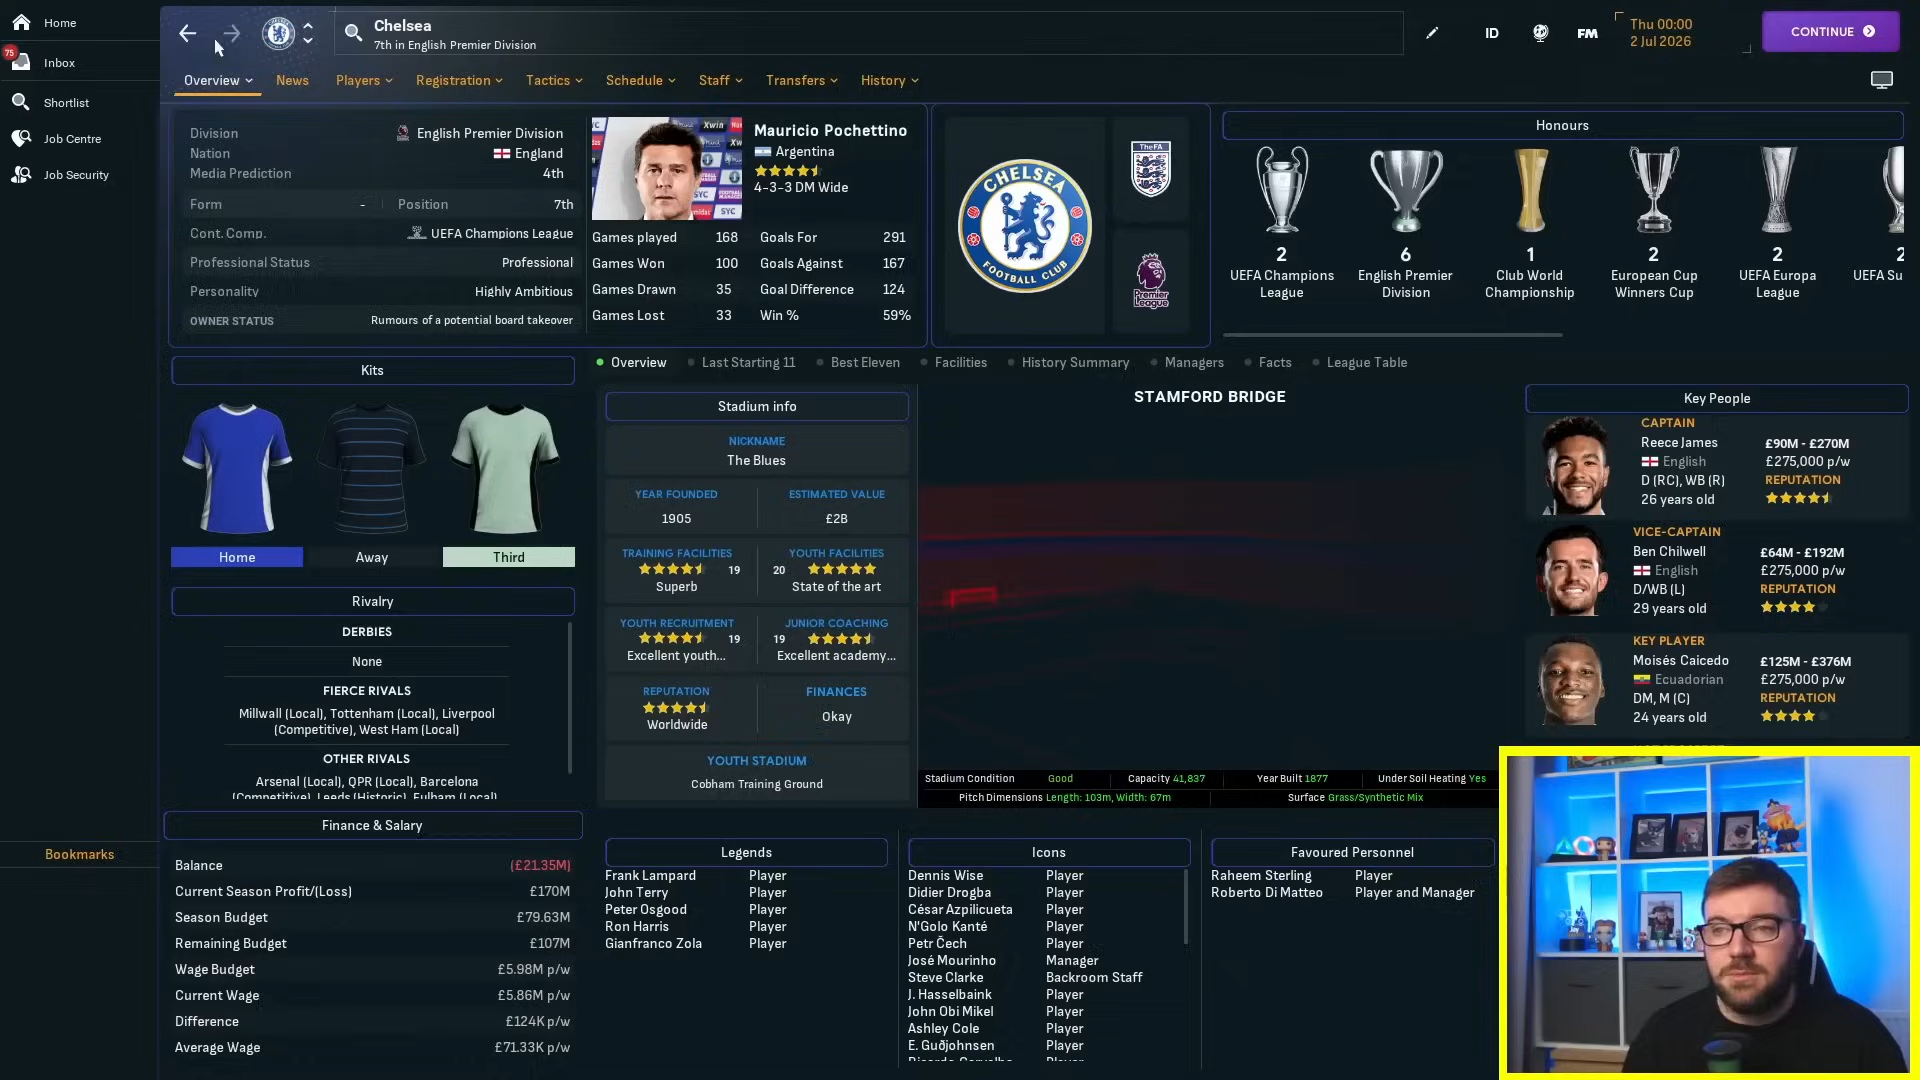 Home
75
Inbox
Shortlist
Job Centre
Job Security
Bookmarks
Chelsea
7th in English Premier Division
ID
FM
Thu 00:00
2 Jul 2026
CONTINUE
Overview
News
Players
Registration
Tactics
Schedule
Staff
Transfers
History
Division English Premier Division
Nation England
Media Prediction 4th
Form - Position 7th
Cont. Comp. UEFA Champions League
Professional Status Professional
Personality Highly Ambitious
OWNER STATUS Rumours of a potential board takeover
Mauricio Pochettino
Argentina
4-3-3 DM Wide
Games played 168 Goals For 291
Games Won 100 Goals Against 167
Games Drawn 35 Goal Difference 124
Games Lost 33 Win % 59%
CHELSEA
FOOTBALL CLUB
TheFA
Premier
League
Honours
2
UEFA Champions
League
6
English Premier
Division
1
Club World
Championship
2
European Cup
Winners Cup
2
UEFA Europa
League
2
UEFA Su
Kits
Home
Away
Third
Rivalry
DERBIES
None
FIERCE RIVALS
Millwall (Local), Tottenham (Local), Liverpool
(Competitive), West Ham (Local)
OTHER RIVALS
Arsenal (Local), QPR (Local), Barcelona
(Competitive), Leeds (Historic), Fulham (Local)
Finance & Salary
Balance (£21.35M)
Current Season Profit/(Loss) £170M
Season Budget £79.63M
Remaining Budget £107M
Wage Budget £5.98M p/w
Current Wage £5.86M p/w
Difference £124K p/w
Average Wage £71.33K p/w
Overview
Last Starting 11
Best Eleven
Facilities
History Summary
Managers
Facts
League Table
Stadium info
NICKNAME
The Blues
YEAR FOUNDED
1905
ESTIMATED VALUE
£2B
TRAINING FACILITIES
19
Superb
YOUTH FACILITIES
20
State of the art
YOUTH RECRUITMENT
19
Excellent youth...
JUNIOR COACHING
19
Excellent academy...
REPUTATION
Worldwide
FINANCES
Okay
YOUTH STADIUM
Cobham Training Ground
STAMFORD BRIDGE
Stadium Condition Good
Capacity 41,837
Year Built 1877
Under Soil Heating Yes
Pitch Dimensions Length: 103m, Width: 67m
Surface Grass/Synthetic Mix
Key People
CAPTAIN
Reece James
English
D (RC), WB (R)
26 years old
£90M - £270M
£275,000 p/w
REPUTATION
VICE-CAPTAIN
Ben Chilwell
English
D/WB (L)
29 years old
£64M - £192M
£275,000 p/w
REPUTATION
KEY PLAYER
Moisés Caicedo
Ecuadorian
DM, M (C)
24 years old
£125M - £376M
£275,000 p/w
REPUTATION
Legends
Frank Lampard Player
John Terry Player
Peter Osgood Player
Ron Harris Player
Gianfranco Zola Player
Icons
Dennis Wise Player
Didier Drogba Player
César Azpilicueta Player
N'Golo Kanté Player
Petr Čech Player
José Mourinho Manager
Steve Clarke Backroom Staff
J. Hasselbaink Player
John Obi Mikel Player
Ashley Cole Player
E. Guðjohnsen Player
Ricardo Carvalho Player
Favoured Personnel
Raheem Sterling Player
Roberto Di Matteo Player and Manager